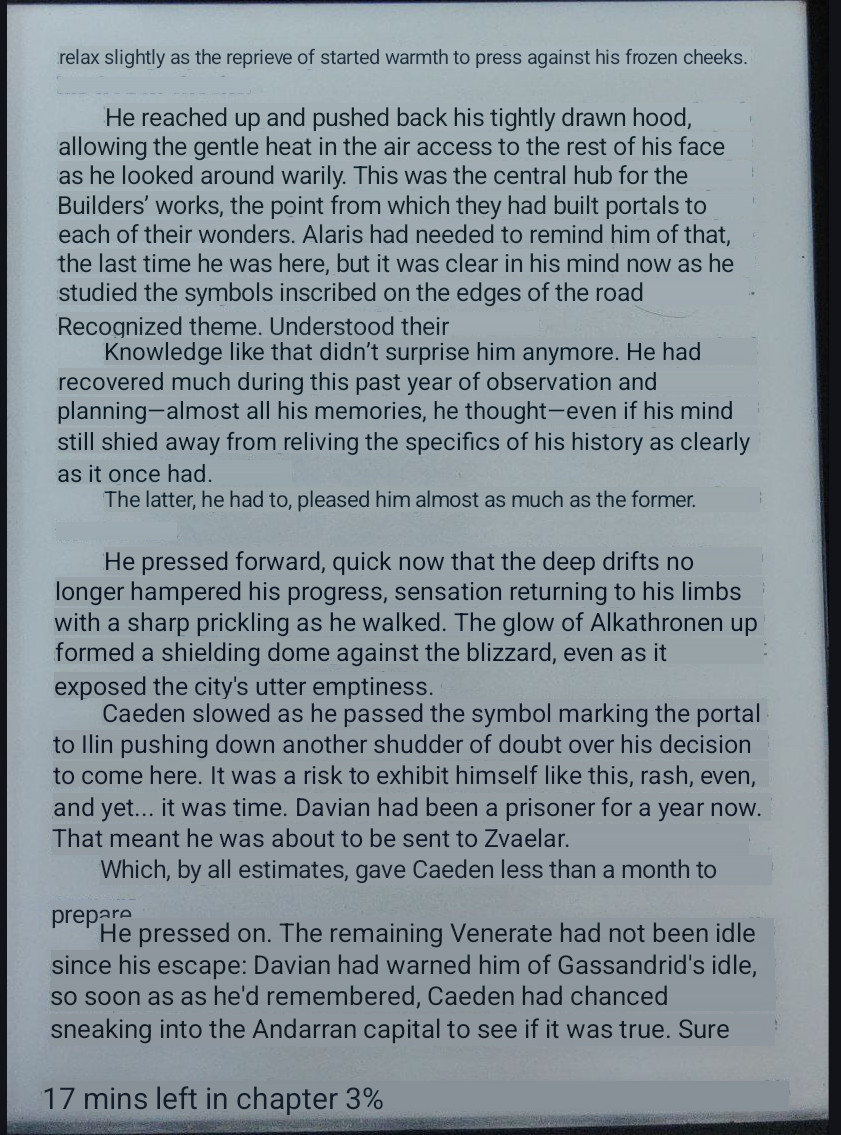 relax slightly as the reprieve of started warmth to press against his frozen cheeks.
He reached up and pushed back his tightly drawn hood,
allowing the gentle heat in the air access to the rest of his face
as he looked around warily. This was the central hub for the
Builders’ works, the point from which they had built portals to
each of their wonders. Alaris had needed to remind him of that,
the last time he was here, but it was clear in his mind now as he
studied the symbols inscribed on the edges of the road
Recognized theme. Understood their
Knowledge like that didn’t surprise him anymore. He had
recovered much during this past year of observation and
planning—almost all his memories, he thought—even if his mind
still shied away from reliving the specifics of his history as clearly
as it once had.
The latter, he had to, pleased him almost as much as the former.
He pressed forward, quick now that the deep drifts no
longer hampered his progress, sensation returning to his limbs
with a sharp prickling as he walked. The glow of Alkathronen up
formed a shielding dome against the blizzard, even as it
exposed the city's utter emptiness.
Caeden slowed as he passed the symbol marking the portal
to Ilin pushing down another shudder of doubt over his decision
to come here. It was a risk to exhibit himself like this, rash, even,
and yet... it was time. Davian had been a prisoner for a year now.
That meant he was about to be sent to Zvaelar.
Which, by all estimates, gave Caeden less than a month to
prepare
He pressed on. The remaining Venerate had not been idle
since his escape: Davian had warned him of Gassandrid's idle,
so soon as as he'd remembered, Caeden had chanced
sneaking into the Andarran capital to see if it was true. Sure
17 mins left in chapter 3%